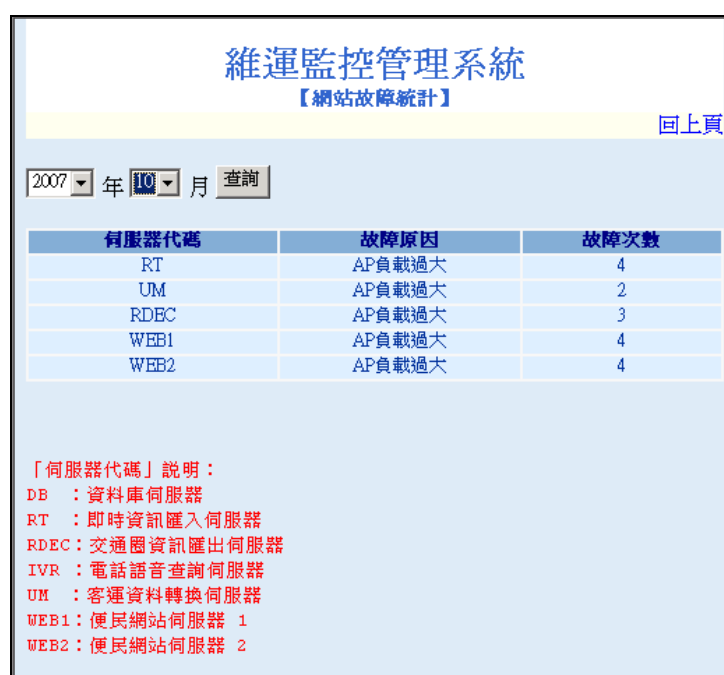 維運監控管理系統
【網站故障統計】
回上頁
2007 年 10 月 查詢
伺服器代碼 故障原因 故障次數
RT AP負載過大 4
UM AP負載過大 2
RDEC AP負載過大 3
WEB1 AP負載過大 4
WEB2 AP負載過大 4
「伺服器代碼」說明：
DB ：資料庫伺服器
RT ：即時資訊匯入伺服器
RDEC：交通圈資訊匯出伺服器
IVR ：電話語音查詢伺服器
UM ：客運資料轉換伺服器
WEB1：便民網站伺服器 1
WEB2：便民網站伺服器 2